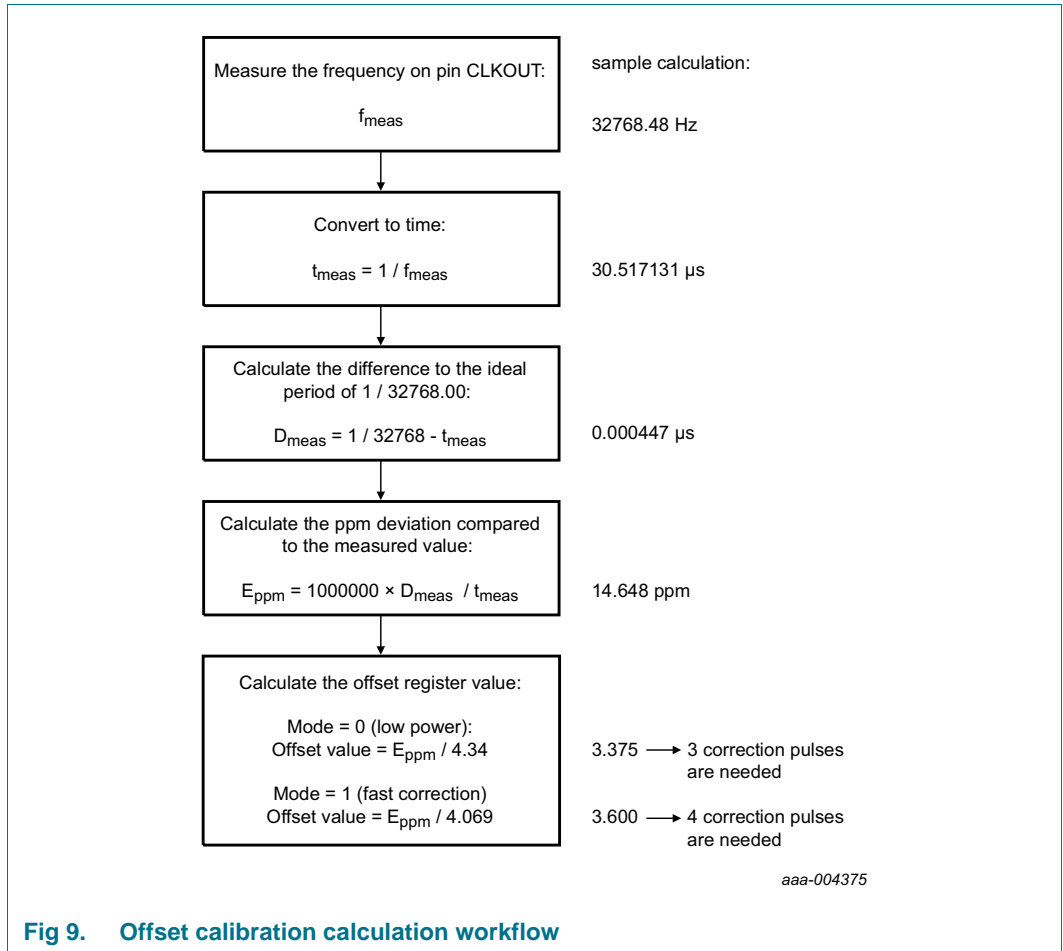 Measure the frequency on pin CLKOUT:
fmeas
sample calculation:
32768.48 Hz
Convert to time:
tmeas = 1 / fmeas
30.517131 µs
Calculate the difference to the ideal
period of 1 / 32768.00:
Dmeas = 1 / 32768 - tmeas
0.000447 µs
Calculate the ppm deviation compared
to the measured value:
Eppm = 1000000 × Dmeas / tmeas
14.648 ppm
Calculate the offset register value:
Mode = 0 (low power):
Offset value = Eppm / 4.34
3.375 → 3 correction pulses
are needed
Mode = 1 (fast correction)
Offset value = Eppm / 4.069
3.600 → 4 correction pulses
are needed
aaa-004375
Fig 9. Offset calibration calculation workflow